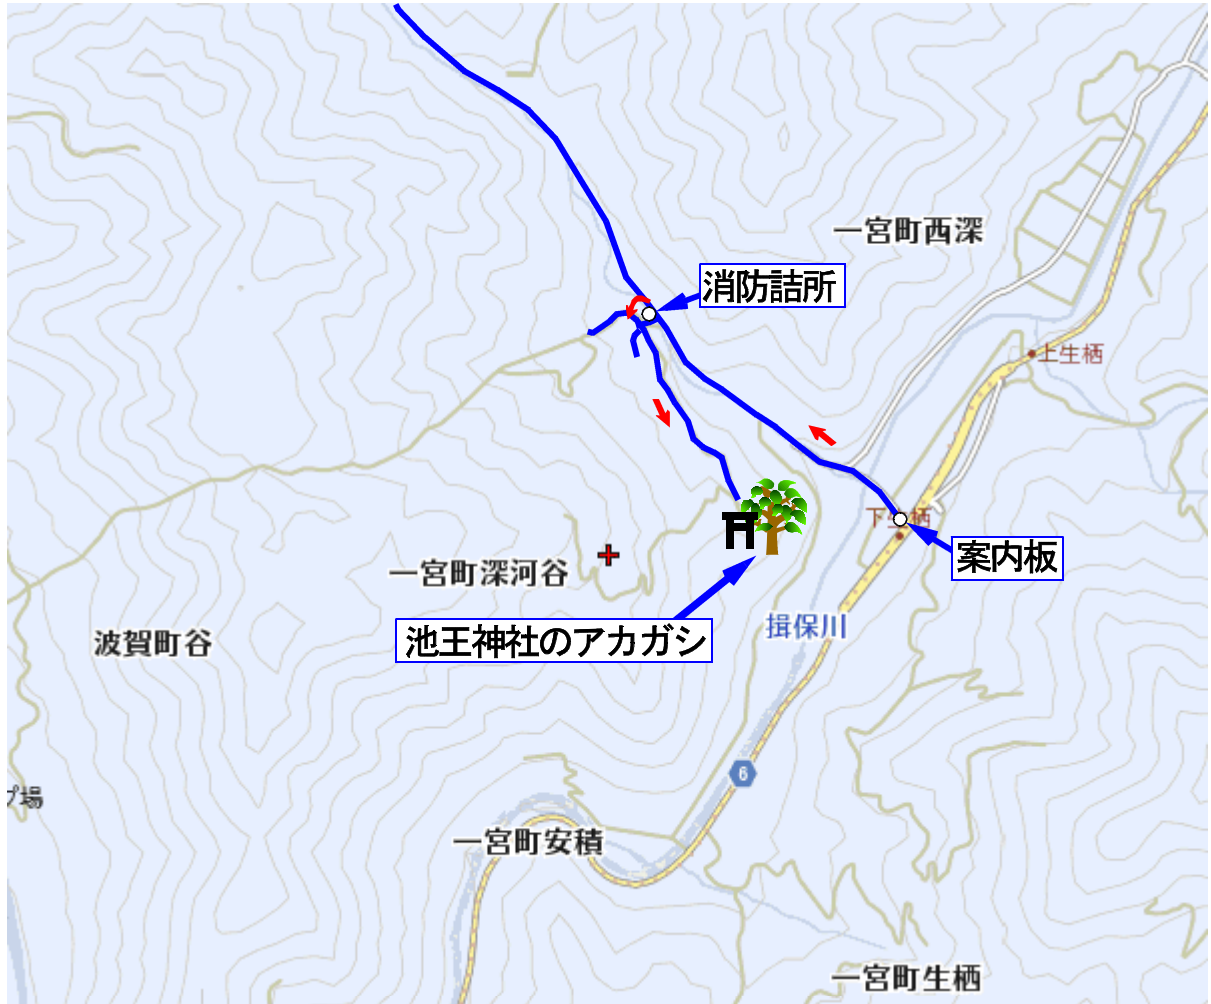 一宮町西深
消防詰所
上生栖
下生栖
案内板
一宮町深河谷
池王神社のアカガシ
揖保川
波賀町谷
6
プ場
一宮町安積
一宮町生栖